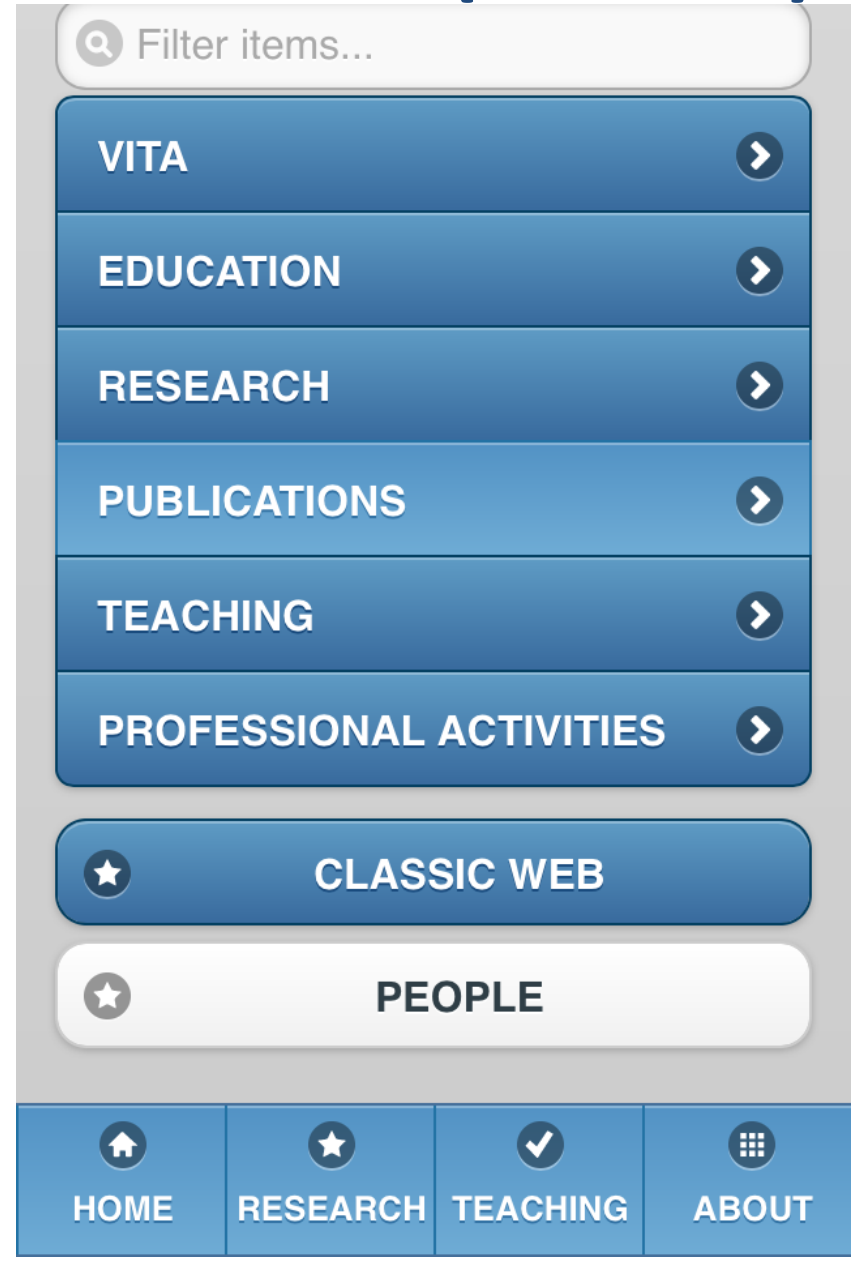 Filter items...
VITA
EDUCATION
RESEARCH
PUBLICATIONS
TEACHING
PROFESSIONAL ACTIVITIES
CLASSIC WEB
PEOPLE
HOME RESEARCH TEACHING ABOUT